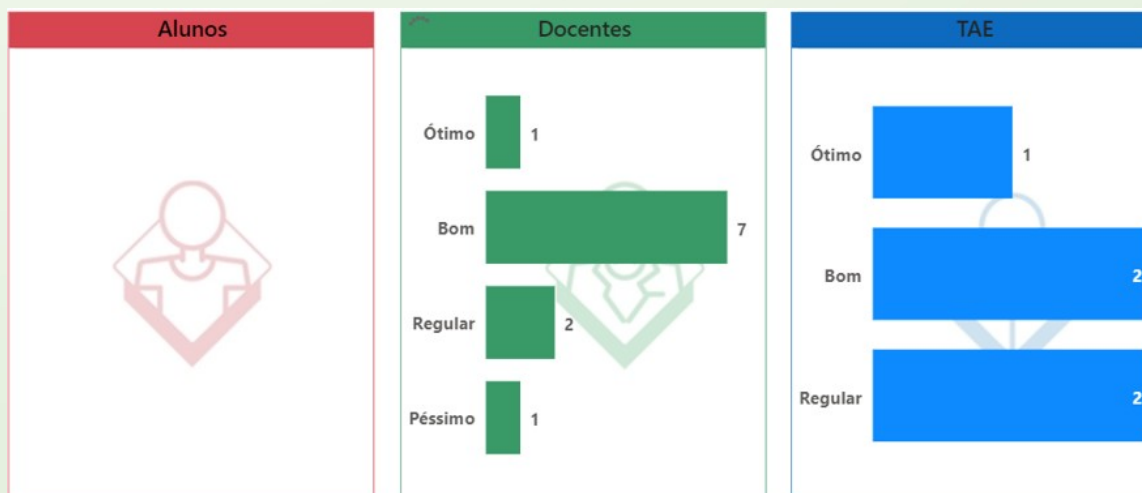 Alunos
Docentes
TAE
Ótimo 1
Bom 7
Regular 2
Péssimo 1
Ótimo 1
Bom 2
Regular 2